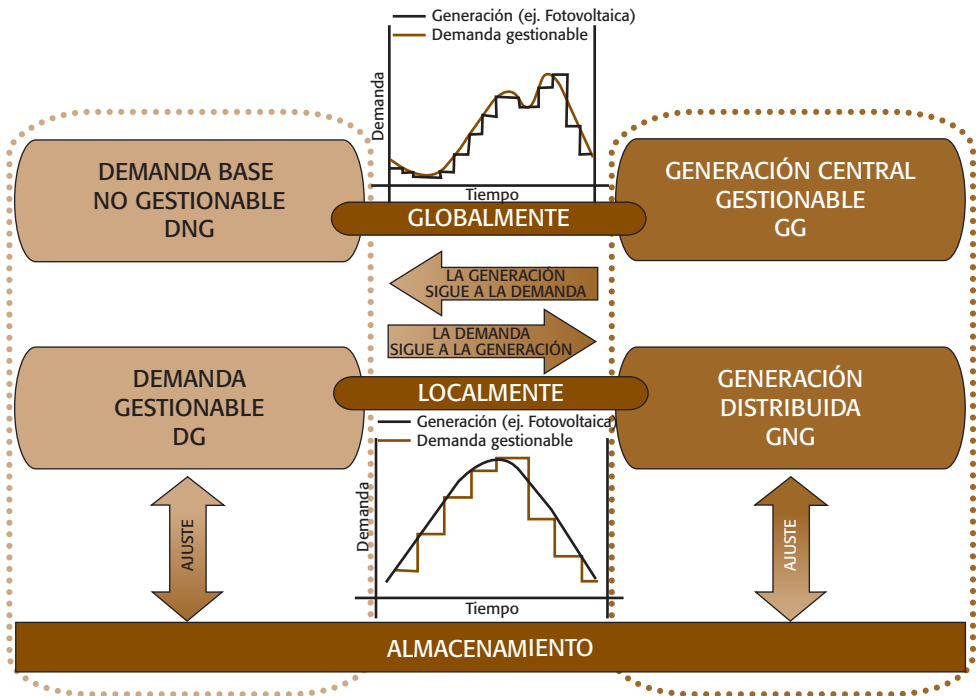 Generación (ej. Fotovoltaica)
Demanda gestionable
Demanda
Tiempo
DEMANDA BASE
NO GESTIONABLE
DNG
GLOBALMENTE
GENERACIÓN CENTRAL
GESTIONABLE
GG
LA GENERACIÓN
SIGUE A LA DEMANDA
LA DEMANDA
SIGUE A LA GENERACIÓN
DEMANDA
GESTIONABLE
DG
LOCALMENTE
GENERACIÓN
DISTRIBUIDA
GNG
Generación (ej. Fotovoltaica)
Demanda gestionable
Demanda
Tiempo
AJUSTE
AJUSTE
ALMACENAMIENTO